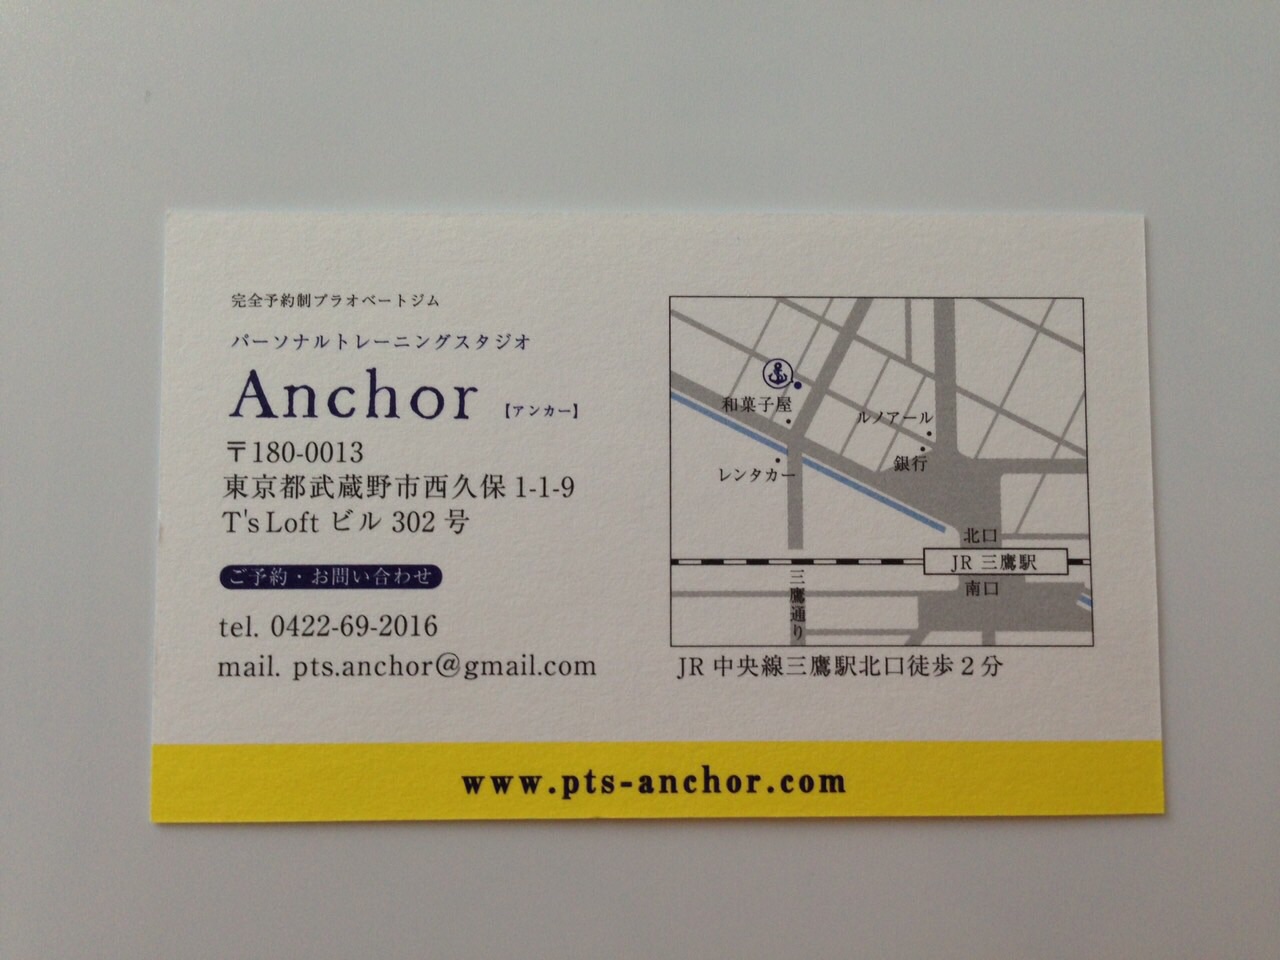 完全予約制プラオベートジム
パーソナルトレーニングスタジオ
Anchor 【アンカー】
〒180-0013
東京都武蔵野市西久保 1-1-9
T's Loft ビル 302 号
ご予約・お問い合わせ
tel. 0422-69-2016
mail. pts.anchor@gmail.com
和菓子屋
ルノアール
銀行
レンタカー
北口
JR 三鷹駅
南口
三鷹通り
JR 中央線三鷹駅北口徒歩 2 分
www.pts-anchor.com